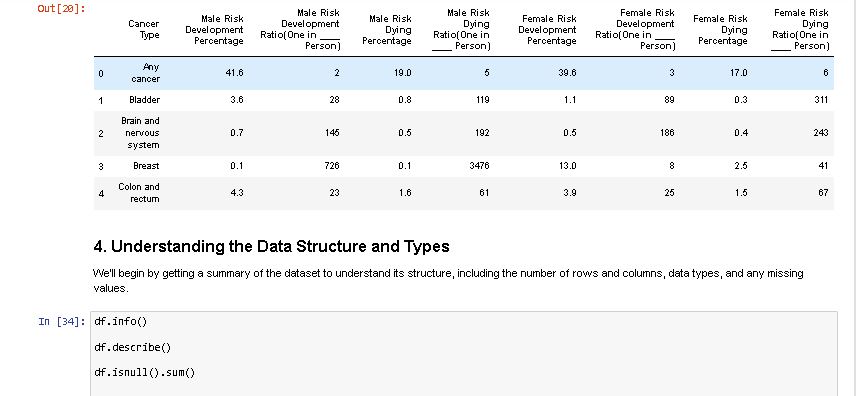 Out[20]:
Cancer Type Male Risk Development Percentage Male Risk Development Ratio(One in ____ Person) Male Risk Dying Percentage Male Risk Dying Ratio(One in ____ Person) Female Risk Development Percentage Female Risk Development Ratio(One in ____ Person) Female Risk Dying Percentage Female Risk Dying Ratio(One in ____ Person)
0 Any cancer 41.6 2 19.0 5 39.6 3 17.0 6
1 Bladder 3.6 28 0.8 119 1.1 89 0.3 311
2 Brain and nervous system 0.7 145 0.5 192 0.5 186 0.4 243
3 Breast 0.1 726 0.1 3476 13.0 8 2.5 41
4 Colon and rectum 4.3 23 1.6 61 3.9 25 1.5 67
4. Understanding the Data Structure and Types
We'll begin by getting a summary of the dataset to understand its structure, including the number of rows and columns, data types, and any missing
values.
In [34]: df.info()
df.describe()
df.isnull().sum()